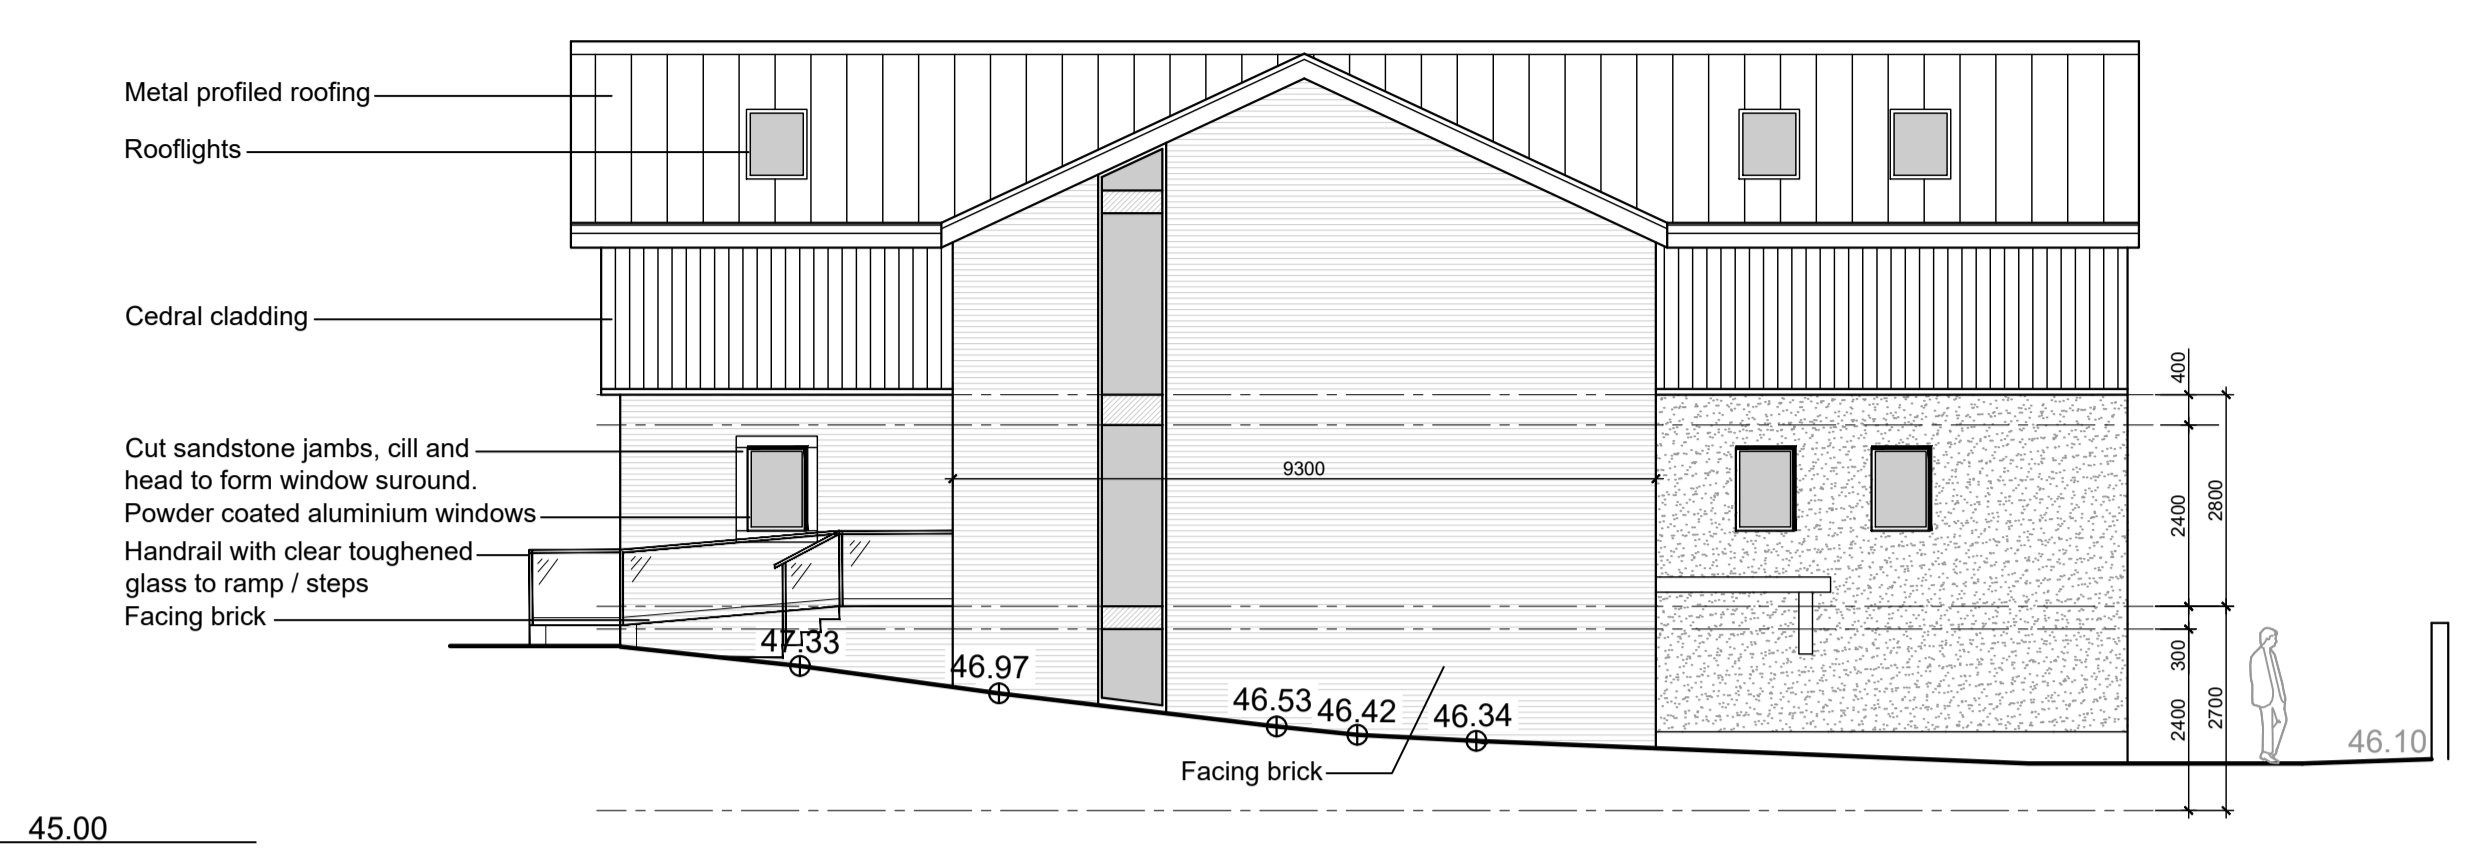 Metal profiled roofing
Rooflights
Cedral cladding
Cut sandstone jambs, cill and
head to form window suround.
Powder coated aluminium windows
Handrail with clear toughened
glass to ramp / steps
Facing brick
9300
47.33
46.97
46.53
46.42
46.34
Facing brick
400
2400
2800
300
2400
2700
46.10
45.00